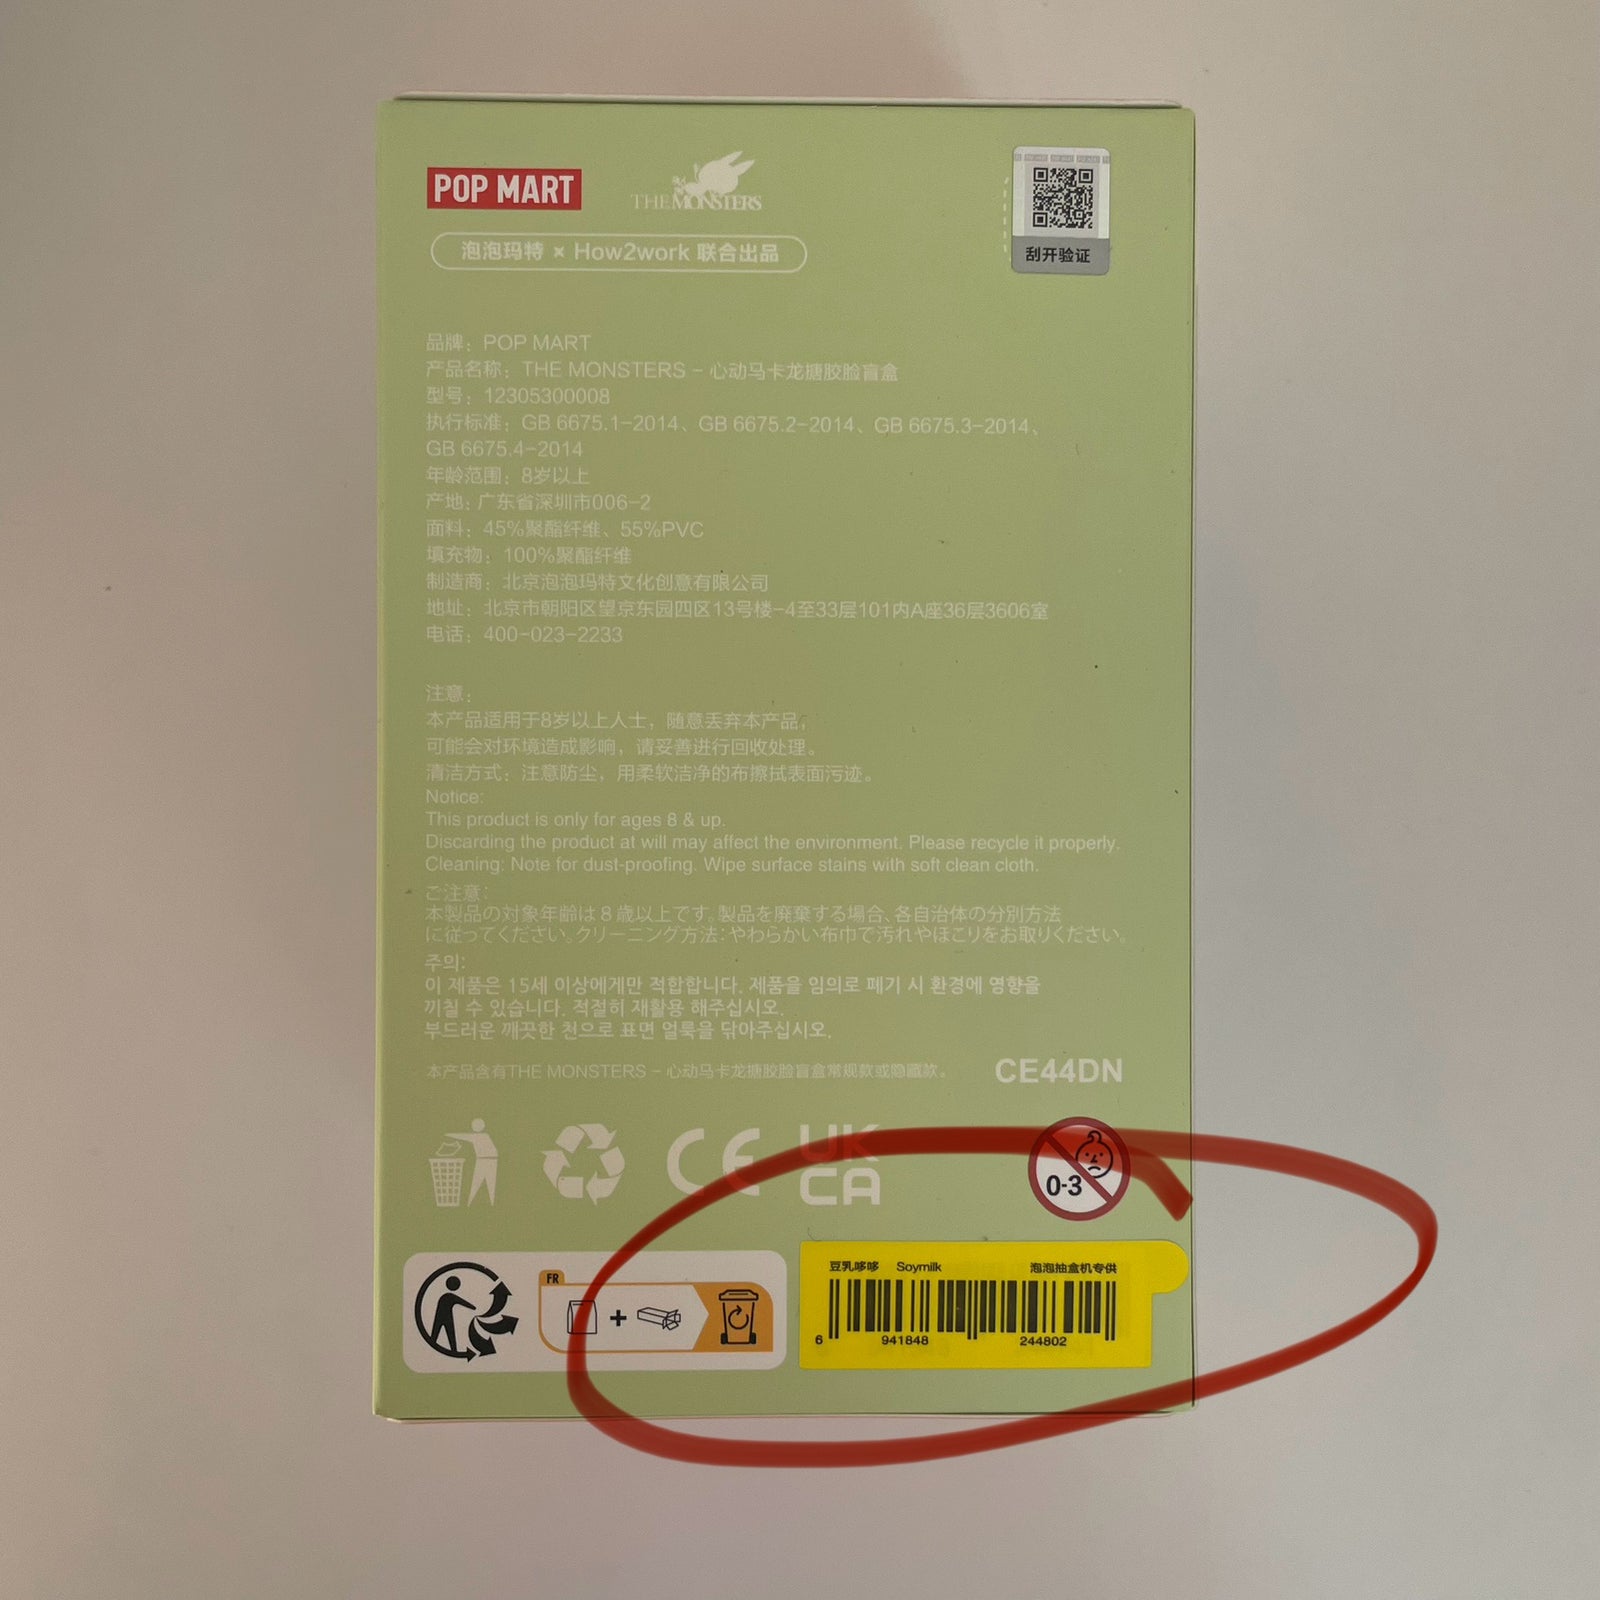 POP MART
THE MONSTERS
泡泡玛特 × How2work 联合出品
刮开验证
品牌：POP MART
产品名称：THE MONSTERS – 心动马卡龙搪胶脸盲盒
型号：12305300008
执行标准：GB 6675.1-2014、GB 6675.2-2014、GB 6675.3-2014、
GB 6675.4-2014
年龄范围：8岁以上
产地：广东省深圳市006-2
面料：45%聚酯纤维、55%PVC
填充物：100%聚酯纤维
制造商：北京泡泡玛特文化创意有限公司
地址：北京市朝阳区望京东园四区13号楼-4至33层101内A座36层3606室
电话：400-023-2233
注意：
本产品适用于8岁以上人士，随意丢弃本产品，
可能会对环境造成影响，请妥善进行回收处理。
清洁方式：注意防尘，用柔软洁净的布擦拭表面污迹。
Notice:
This product is only for ages 8 & up.
Discarding the product at will may affect the environment. Please recycle it properly.
Cleaning: Note for dust-proofing. Wipe surface stains with soft clean cloth.
ご注意：
本製品の対象年齢は８歳以上です。製品を廃棄する場合、各自治体の分別方法
に従ってください。クリーニング方法：やわらかい布巾で汚れやほこりをお取りください。
주의:
이 제품은 15세 이상에게만 적합합니다. 제품을 임의로 폐기 시 환경에 영향을
끼칠 수 있습니다. 적절히 재활용 해주십시오.
부드러운 깨끗한 천으로 표면 얼룩을 닦아주십시오.
本产品含有THE MONSTERS – 心动马卡龙搪胶脸盲盒常规款或隐藏款。
CE44DN
CE
UK
CA
0-3
FR
+
豆乳哆哆 Soymilk 泡泡抽盒机专供
6 941848 244802